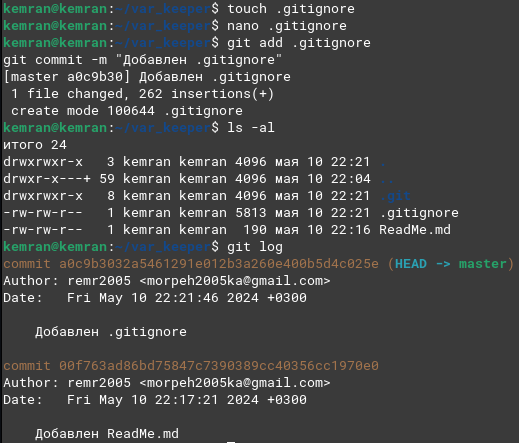 kemran@kemran:~/var_keeper$ touch .gitignore
kemran@kemran:~/var_keeper$ nano .gitignore
kemran@kemran:~/var_keeper$ git add .gitignore
git commit -m "Добавлен .gitignore"
[master a0c9b30] Добавлен .gitignore
 1 file changed, 262 insertions(+)
 create mode 100644 .gitignore
kemran@kemran:~/var_keeper$ ls -al
итого 24
drwxrwxr-x   3 kemran kemran 4096 мая 10 22:21 .
drwxr-x---+ 59 kemran kemran 4096 мая 10 22:04 ..
drwxrwxr-x   8 kemran kemran 4096 мая 10 22:21 .git
-rw-rw-r--   1 kemran kemran 5813 мая 10 22:21 .gitignore
-rw-rw-r--   1 kemran kemran  190 мая 10 22:16 ReadMe.md
kemran@kemran:~/var_keeper$ git log
commit a0c9b3032a5461291e012b3a260e400b5d4c025e (HEAD -> master)
Author: remr2005 <morpeh2005ka@gmail.com>
Date:   Fri May 10 22:21:46 2024 +0300

    Добавлен .gitignore

commit 00f763ad86bd75847c7390389cc40356cc1970e0
Author: remr2005 <morpeh2005ka@gmail.com>
Date:   Fri May 10 22:17:21 2024 +0300

    Добавлен ReadMe.md